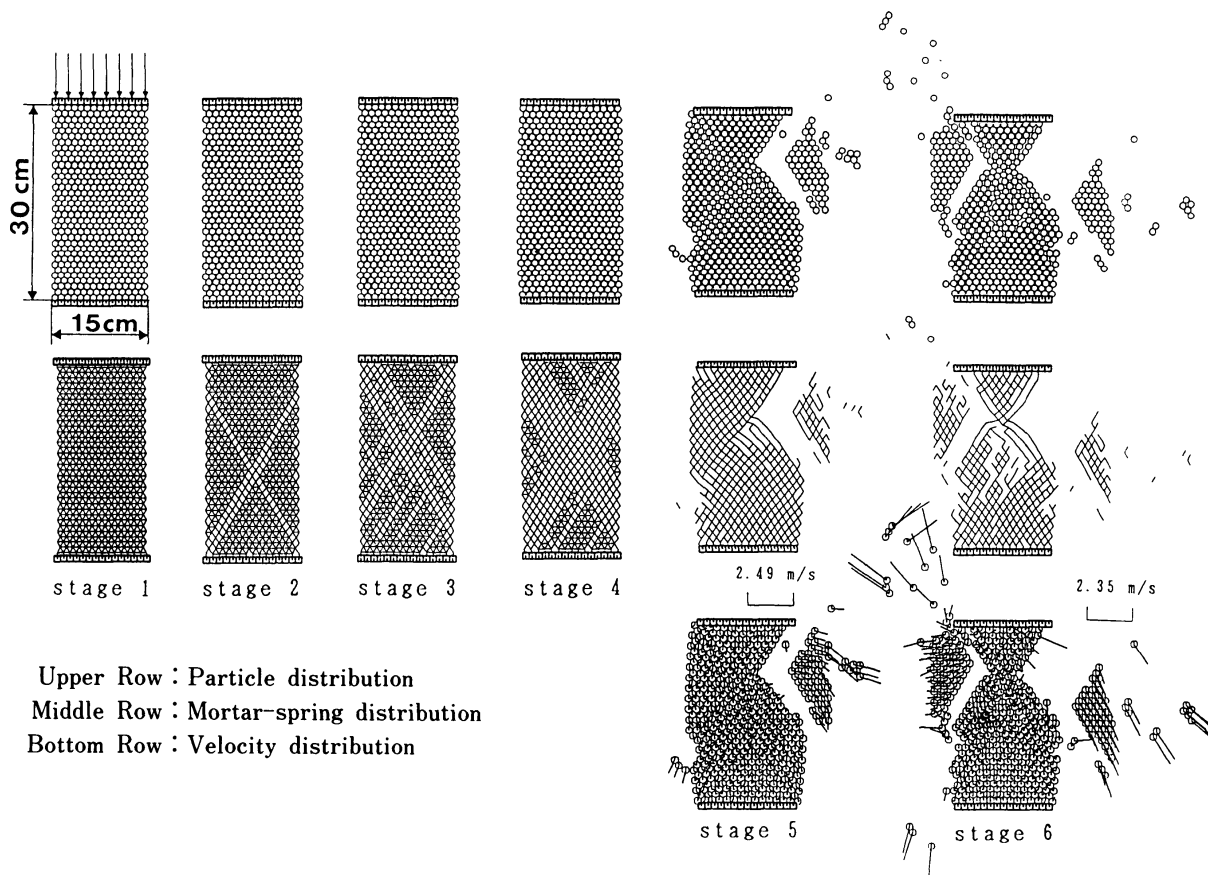 30 cm
15cm
stage 1
stage 2
stage 3
stage 4
2.49 m/s
2.35 m/s
Upper Row : Particle distribution
Middle Row : Mortar-spring distribution
Bottom Row : Velocity distribution
stage 5
stage 6